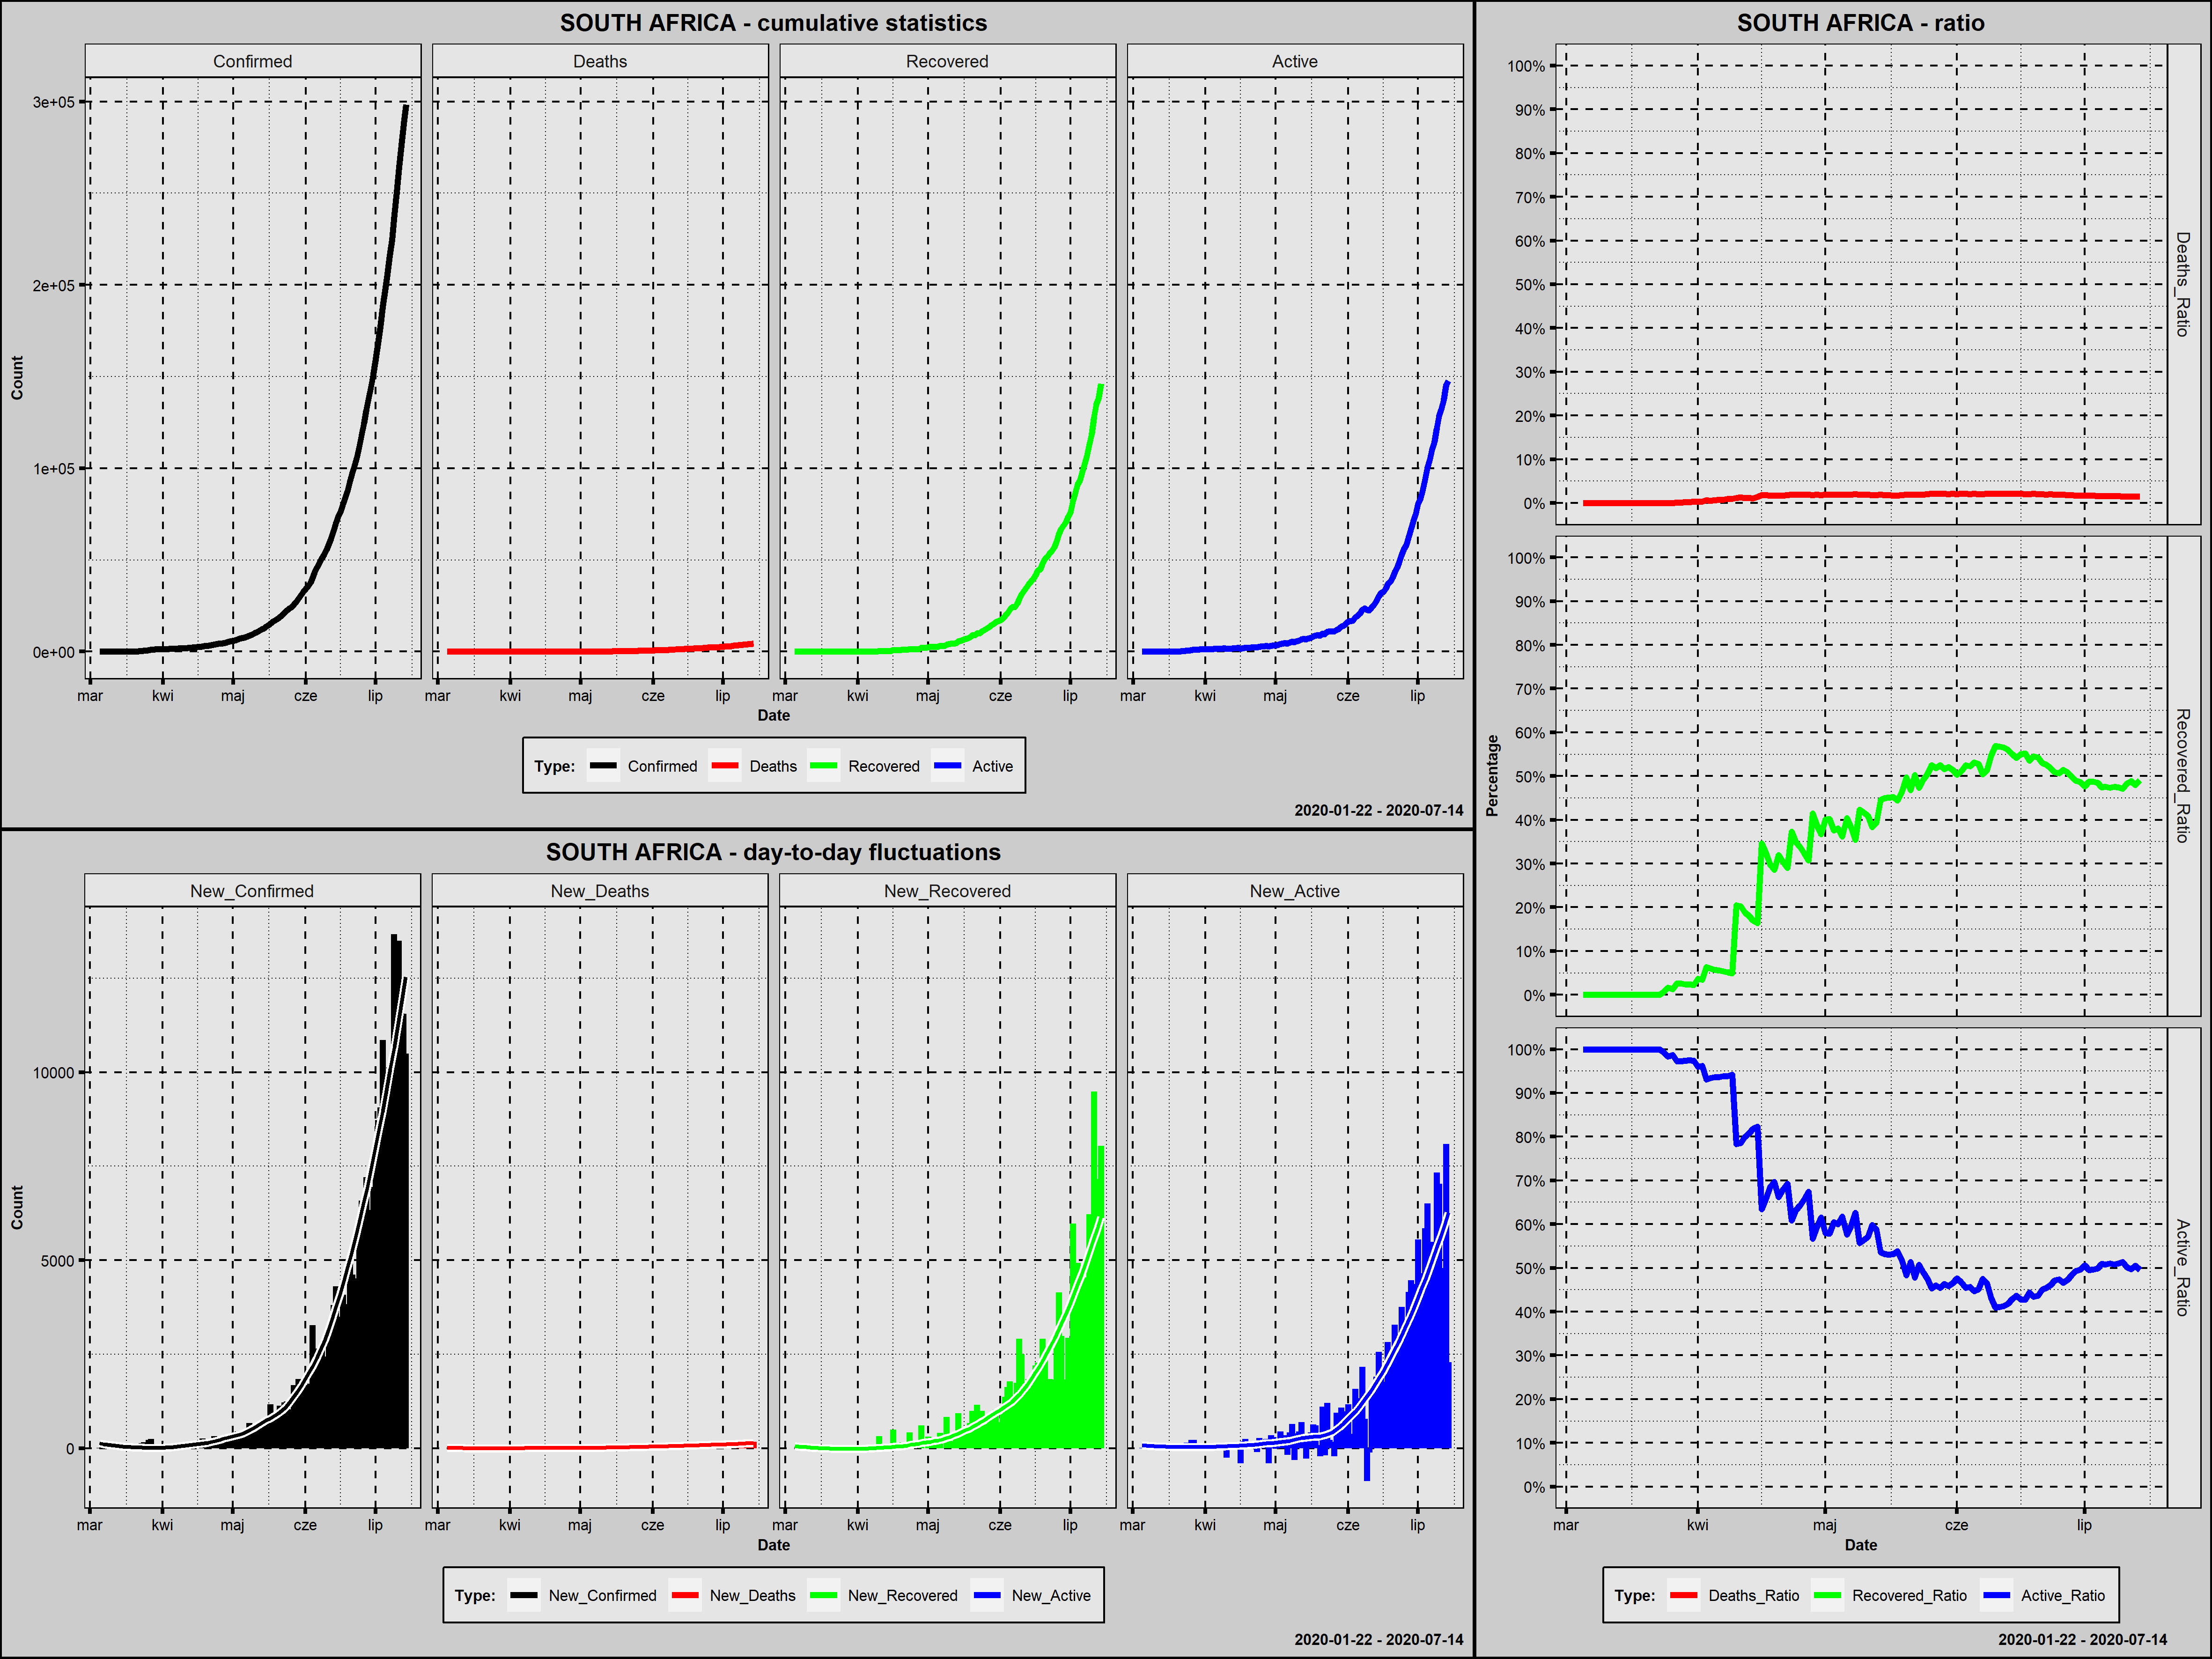 SOUTH AFRICA - cumulative statistics
Confirmed Deaths Recovered Active
3e+05
2e+05
1e+05
0e+00
Count
mar kwi maj cze lip mar kwi maj cze lip mar kwi maj cze lip mar kwi maj cze lip
Date
Type: Confirmed Deaths Recovered Active
2020-01-22 - 2020-07-14
SOUTH AFRICA - day-to-day fluctuations
New_Confirmed New_Deaths New_Recovered New_Active
10000
5000
0
Count
mar kwi maj cze lip mar kwi maj cze lip mar kwi maj cze lip mar kwi maj cze lip
Date
Type: New_Confirmed New_Deaths New_Recovered New_Active
2020-01-22 - 2020-07-14
SOUTH AFRICA - ratio
100%
90%
80%
70%
60%
50%
40%
30%
20%
10%
0%
Deaths_Ratio
100%
90%
80%
70%
60%
50%
40%
30%
20%
10%
0%
Recovered_Ratio
100%
90%
80%
70%
60%
50%
40%
30%
20%
10%
0%
Active_Ratio
Percentage
mar kwi maj cze lip
Date
Type: Deaths_Ratio Recovered_Ratio Active_Ratio
2020-01-22 - 2020-07-14